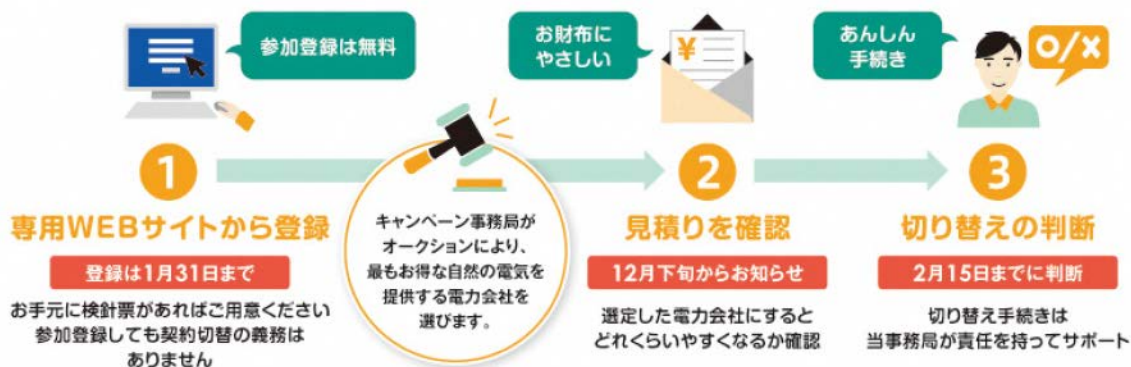 参加登録は無料
お財布に
やさしい
¥
あんしん
手続き
O/X
1
専用WEBサイトから登録
登録は1月31日まで
お手元に検針票があればご用意ください
参加登録しても契約切替の義務は
ありません
キャンペーン事務局が
オークションにより、
最もお得な自然の電気を
提供する電力会社を
選びます。
2
見積りを確認
12月下旬からお知らせ
選定した電力会社にすると
どれくらいやすくなるか確認
3
切り替えの判断
2月15日までに判断
切り替え手続きは
当事務局が責任を持ってサポート